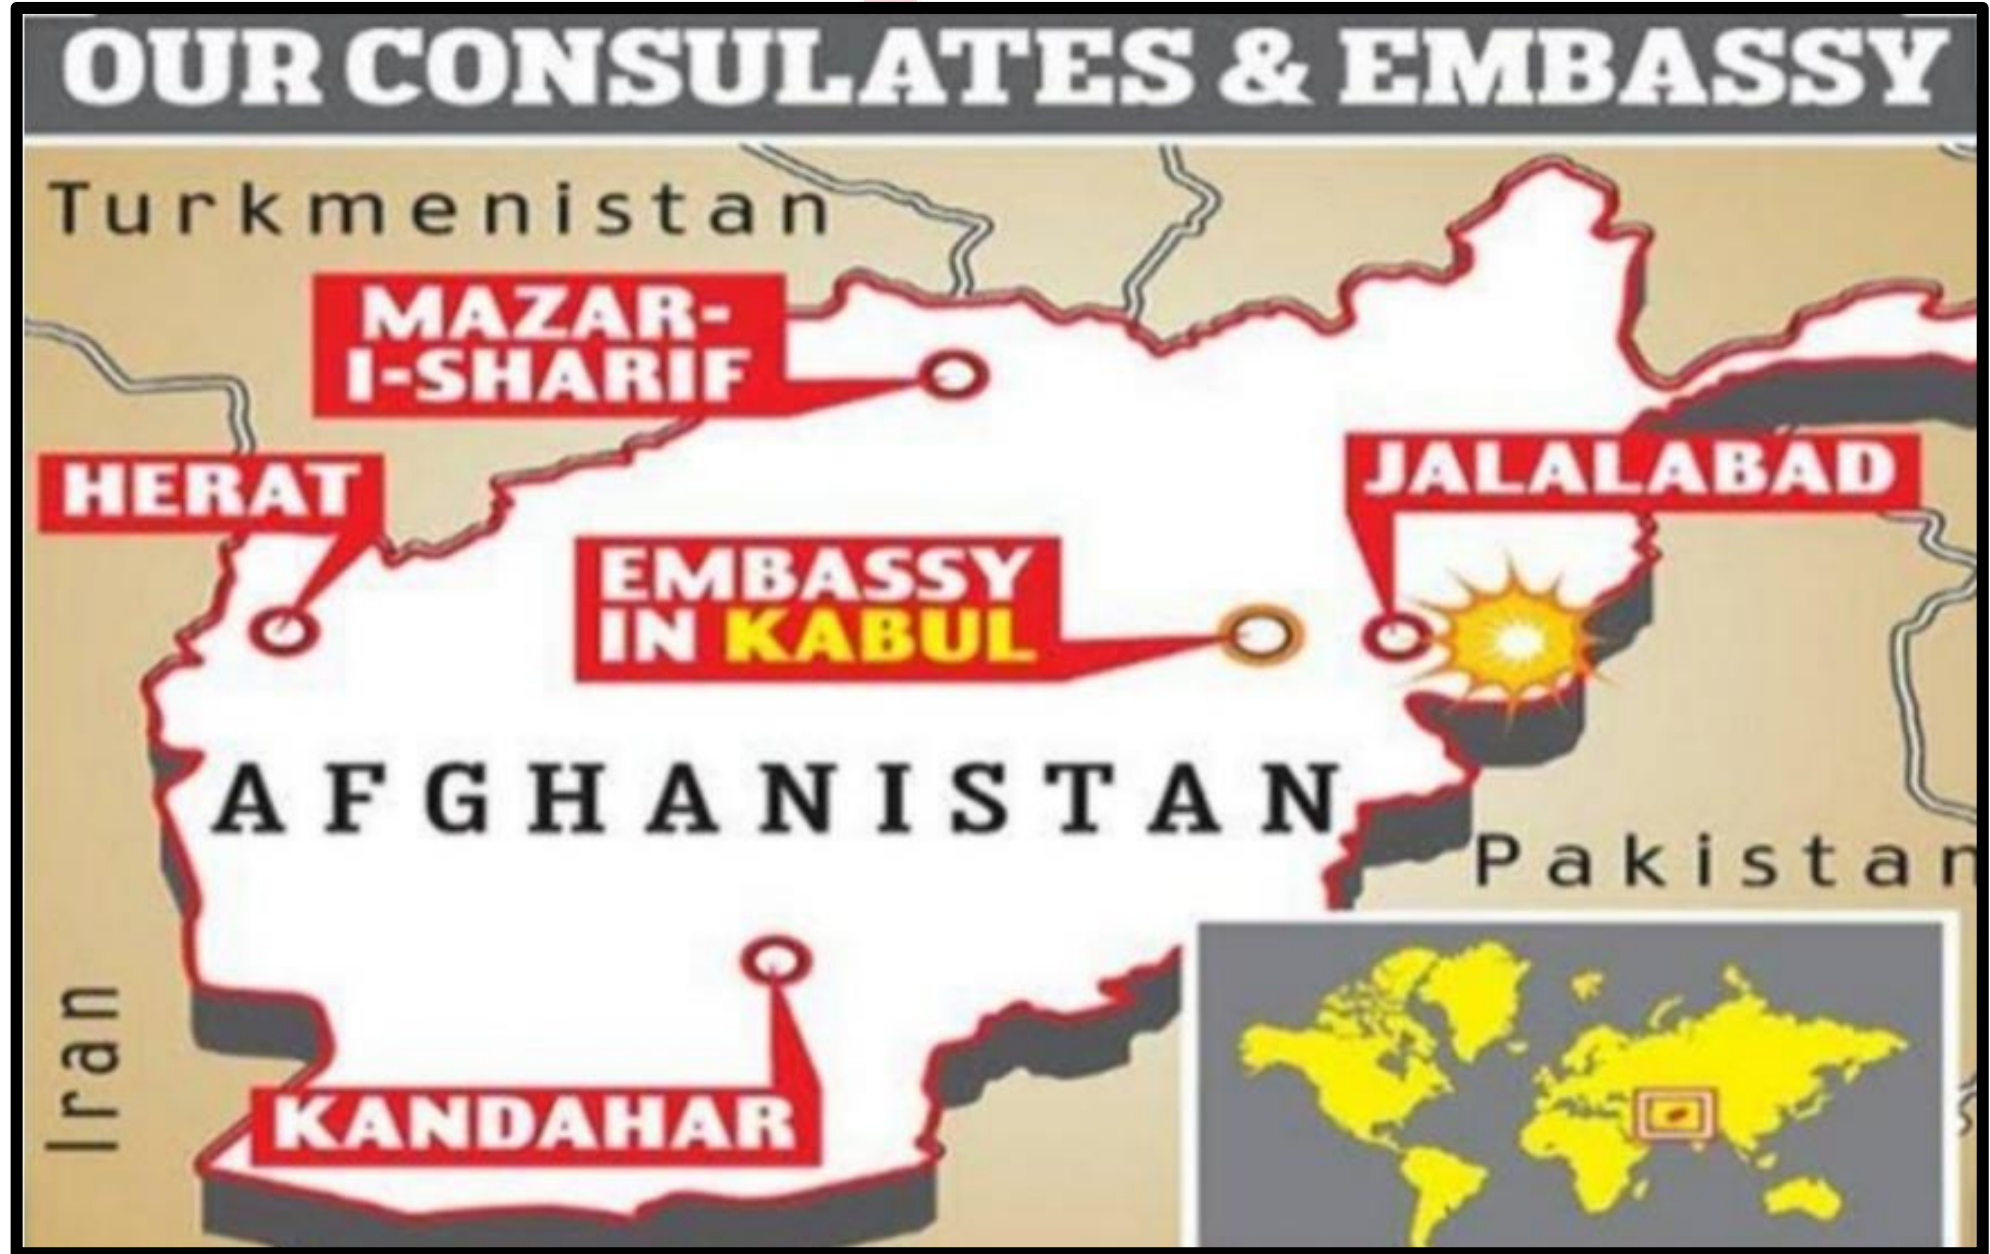 OUR CONSULATES & EMBASSY
Turkmenistan
MAZAR-
I-SHARIF
HERAT
JALALABAD
EMBASSY
IN KABUL
AFGHANISTAN
Pakistan
Iran
KANDAHAR